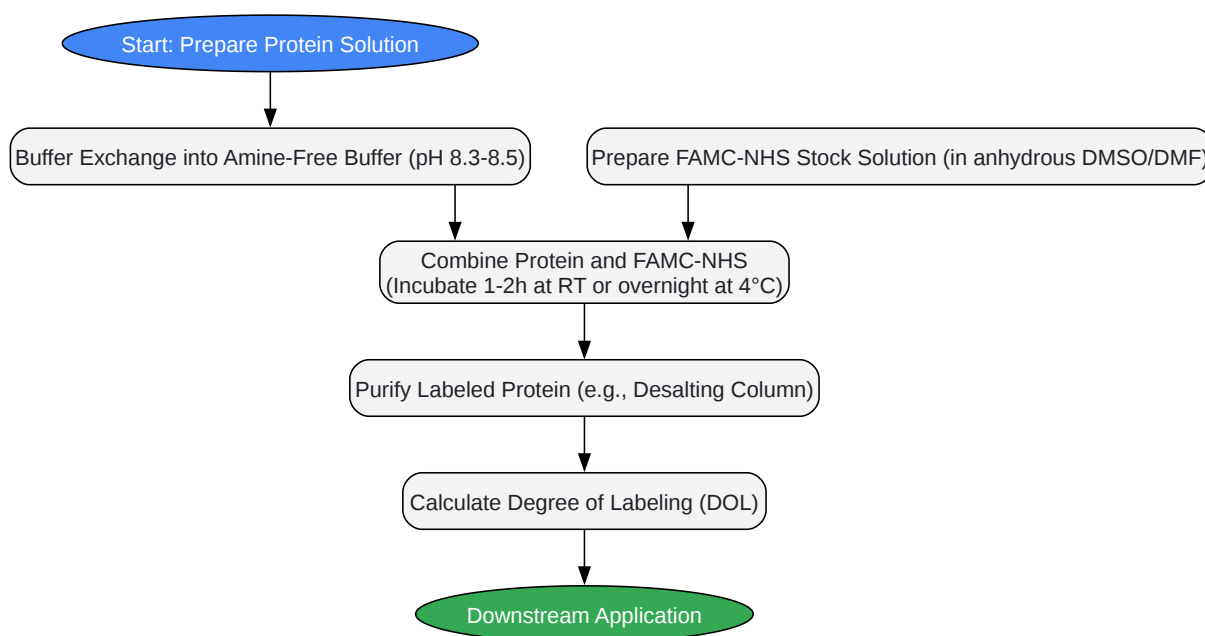 Start: Prepare Protein Solution
Buffer Exchange into Amine-Free Buffer (pH 8.3-8.5)
Prepare FAMC-NHS Stock Solution (in anhydrous DMSO/DMF)
Combine Protein and FAMC-NHS
(Incubate 1-2h at RT or overnight at 4°C)
Purify Labeled Protein (e.g., Desalting Column)
Calculate Degree of Labeling (DOL)
Downstream Application